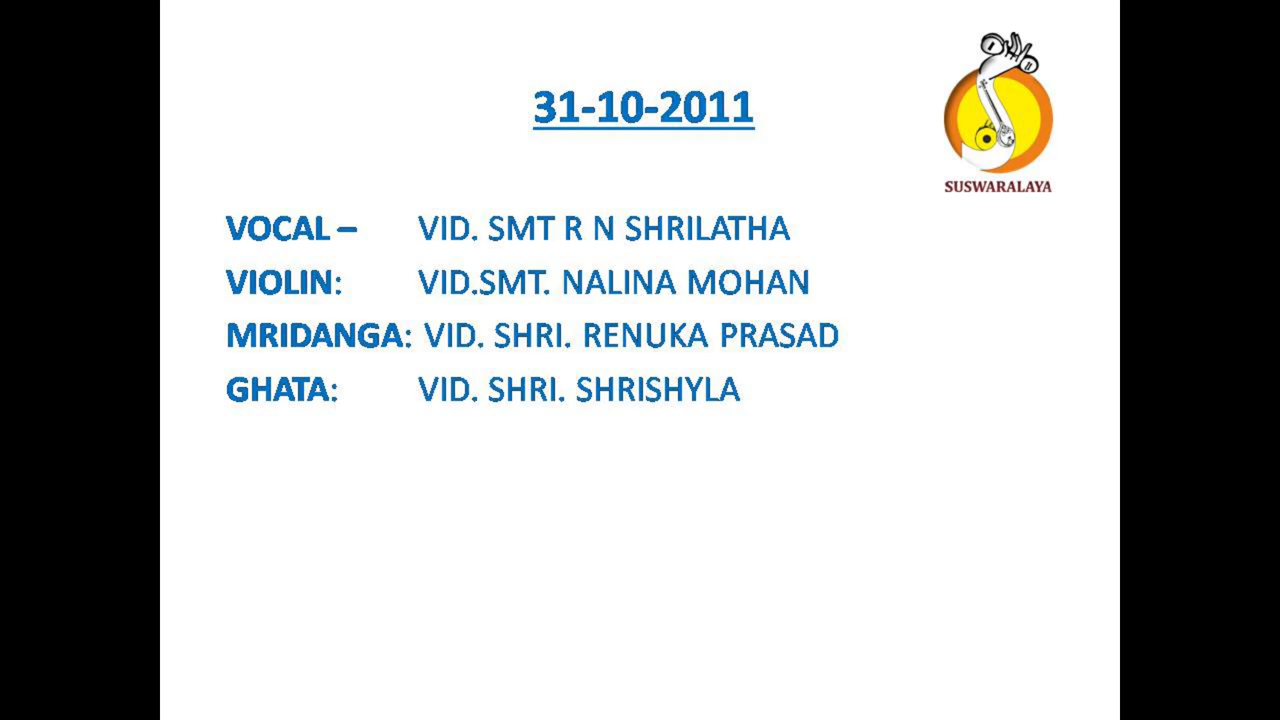 31-10-2011
SUSWARALAYA
VOCAL – VID. SMT R N SHRILATHA
VIOLIN: VID.SMT. NALINA MOHAN
MRIDANGA: VID. SHRI. RENUKA PRASAD
GHATA: VID. SHRI. SHRISHYLA